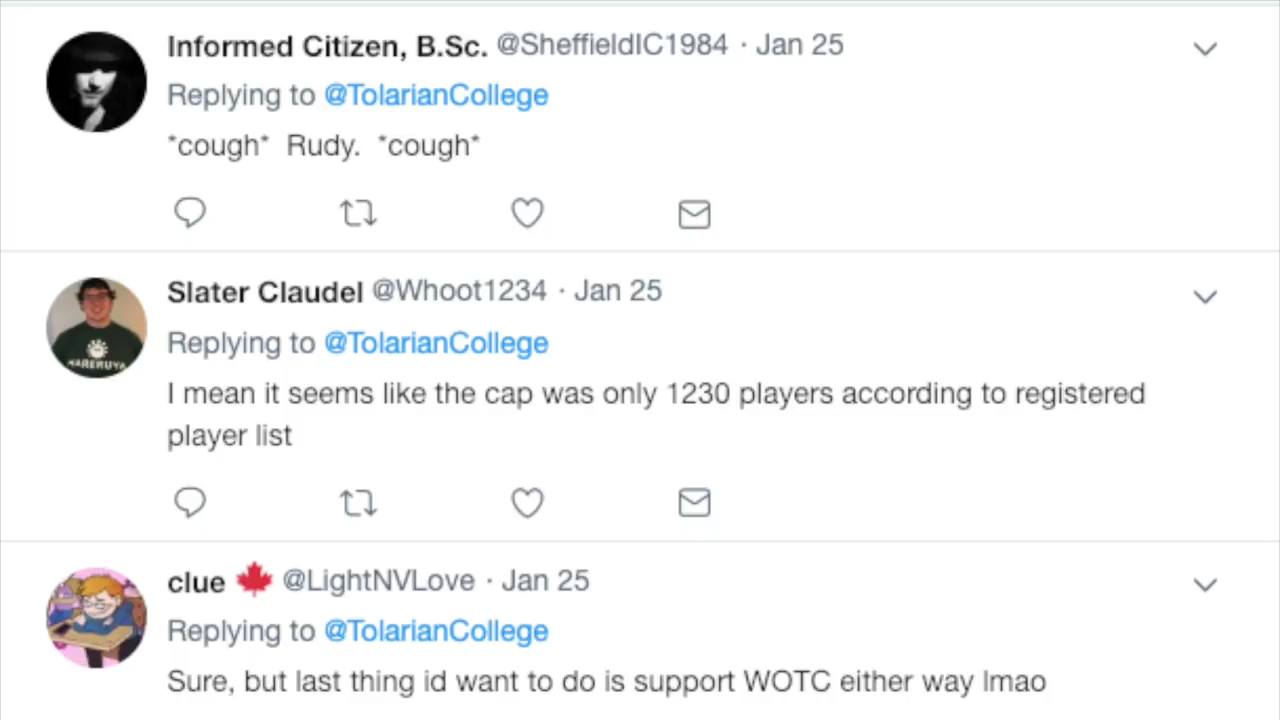 Informed Citizen, B.Sc. @SheffieldIC1984 · Jan 25
Replying to @TolarianCollege
*cough* Rudy. *cough*
Slater Claudel @Whoot1234 · Jan 25
HARERUYA
Replying to @TolarianCollege
I mean it seems like the cap was only 1230 players according to registered
player list
clue @LightNVLove · Jan 25
Replying to @TolarianCollege
Sure, but last thing id want to do is support WOTC either way lmao